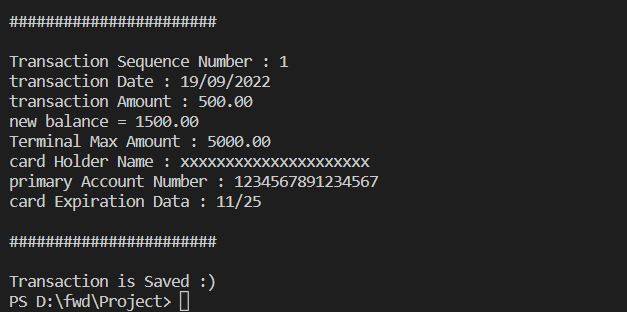 #######################
Transaction Sequence Number : 1
transaction Date : 19/09/2022
transaction Amount : 500.00
new balance = 1500.00
Terminal Max Amount : 5000.00
card Holder Name : xxxxxxxxxxxxxxxxxxxxx
primary Account Number : 1234567891234567
card Expiration Data : 11/25
#######################
Transaction is Saved :)
PS D:\fwd\Project>